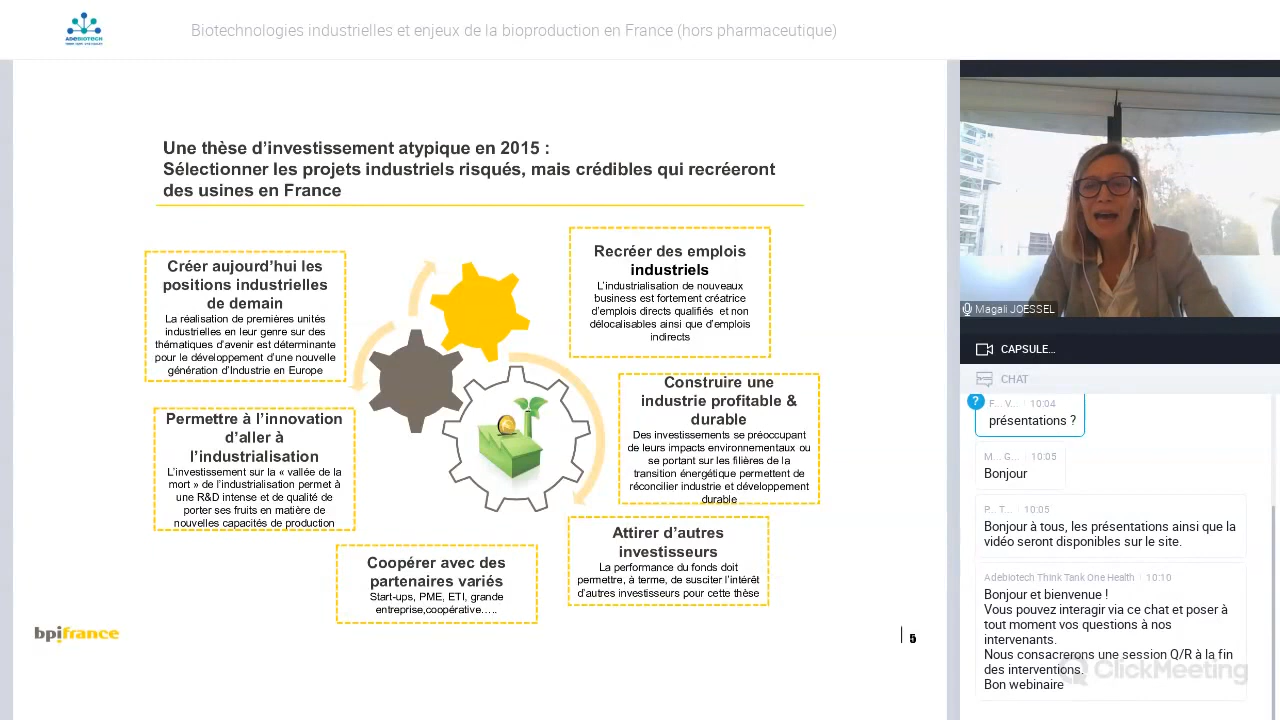 ADEBIOTECH
Biotechnologies industrielles et enjeux de la bioproduction en France (hors pharmaceutique)
Une thèse d’investissement atypique en 2015 :
Sélectionner les projets industriels risqués, mais crédibles qui recréeront
des usines en France
Créer aujourd’hui les
positions industrielles
de demain
La réalisation de premières unités
industrielles en leur genre sur des
thématiques d’avenir est déterminante
pour le développement d’une nouvelle
génération d’Industrie en Europe
Permettre à l’innovation
d’aller à
l’industrialisation
L’investissement sur la « vallée de la
mort » de l’industrialisation permet à
une R&D intense et de qualité de
porter ses fruits en matière de
nouvelles capacités de production
Coopérer avec des
partenaires variés
Start-ups, PME, ETI, grande
entreprise,coopérative…..
Recréer des emplois
industriels
L’industrialisation de nouveaux
business est fortement créatrice
d’emplois directs qualifiés et non
délocalisables ainsi que d’emplois
indirects
Construire une
industrie profitable &
durable
Des investissements se préoccupant
de leurs impacts environnementaux ou
se portant sur les filières de la
transition énergétique permettent de
réconcilier industrie et développement
durable
Attirer d’autres
investisseurs
La performance du fonds doit
permettre, à terme, de susciter l’intérêt
d’autres investisseurs pour cette thèse
bpifrance
5
Magali JOESSEL
CAPSULE...
CHAT
?
F... V... 10:04
présentations ?
M... G... 10:05
Bonjour
P... T... 10:05
Bonjour à tous, les présentations ainsi que la
vidéo seront disponibles sur le site.
Adebiotech Think Tank One Health 10:10
Bonjour et bienvenue !
Vous pouvez interagir via ce chat et poser à
tout moment vos questions à nos
intervenants.
Nous consacrerons une session Q/R à la fin
des interventions.
Bon webinaire
ClickMeeting